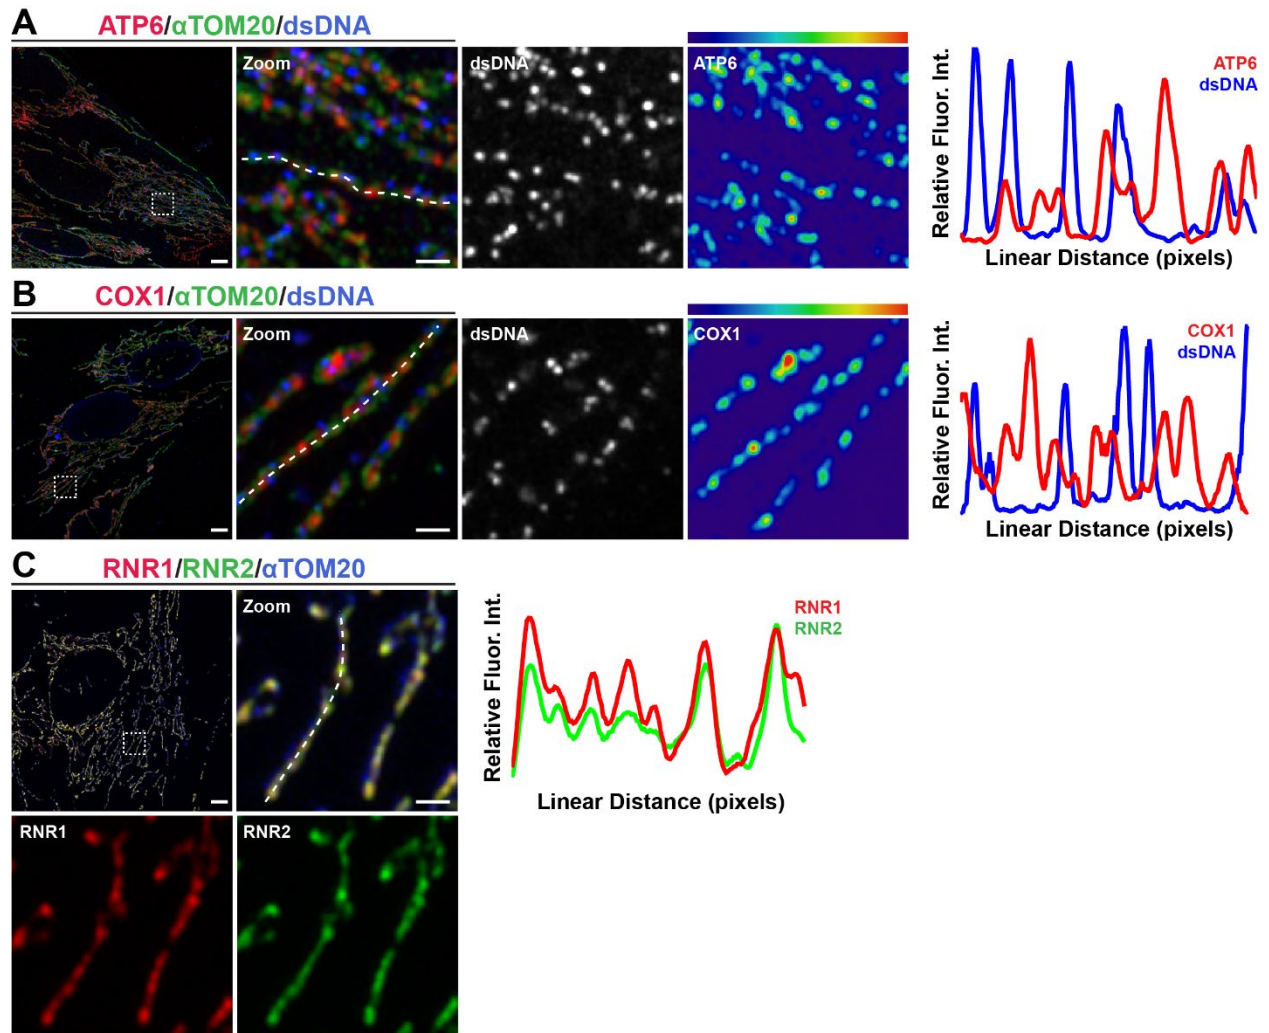 A
ATP6/αTOM20/dsDNA
Zoom
dsDNA
ATP6
Relative Fluor. Int.
ATP6
dsDNA
Linear Distance (pixels)
B
COX1/αTOM20/dsDNA
Zoom
dsDNA
COX1
Relative Fluor. Int.
COX1
dsDNA
Linear Distance (pixels)
C
RNR1/RNR2/αTOM20
Zoom
Relative Fluor. Int.
RNR1
RNR2
Linear Distance (pixels)
RNR1
RNR2